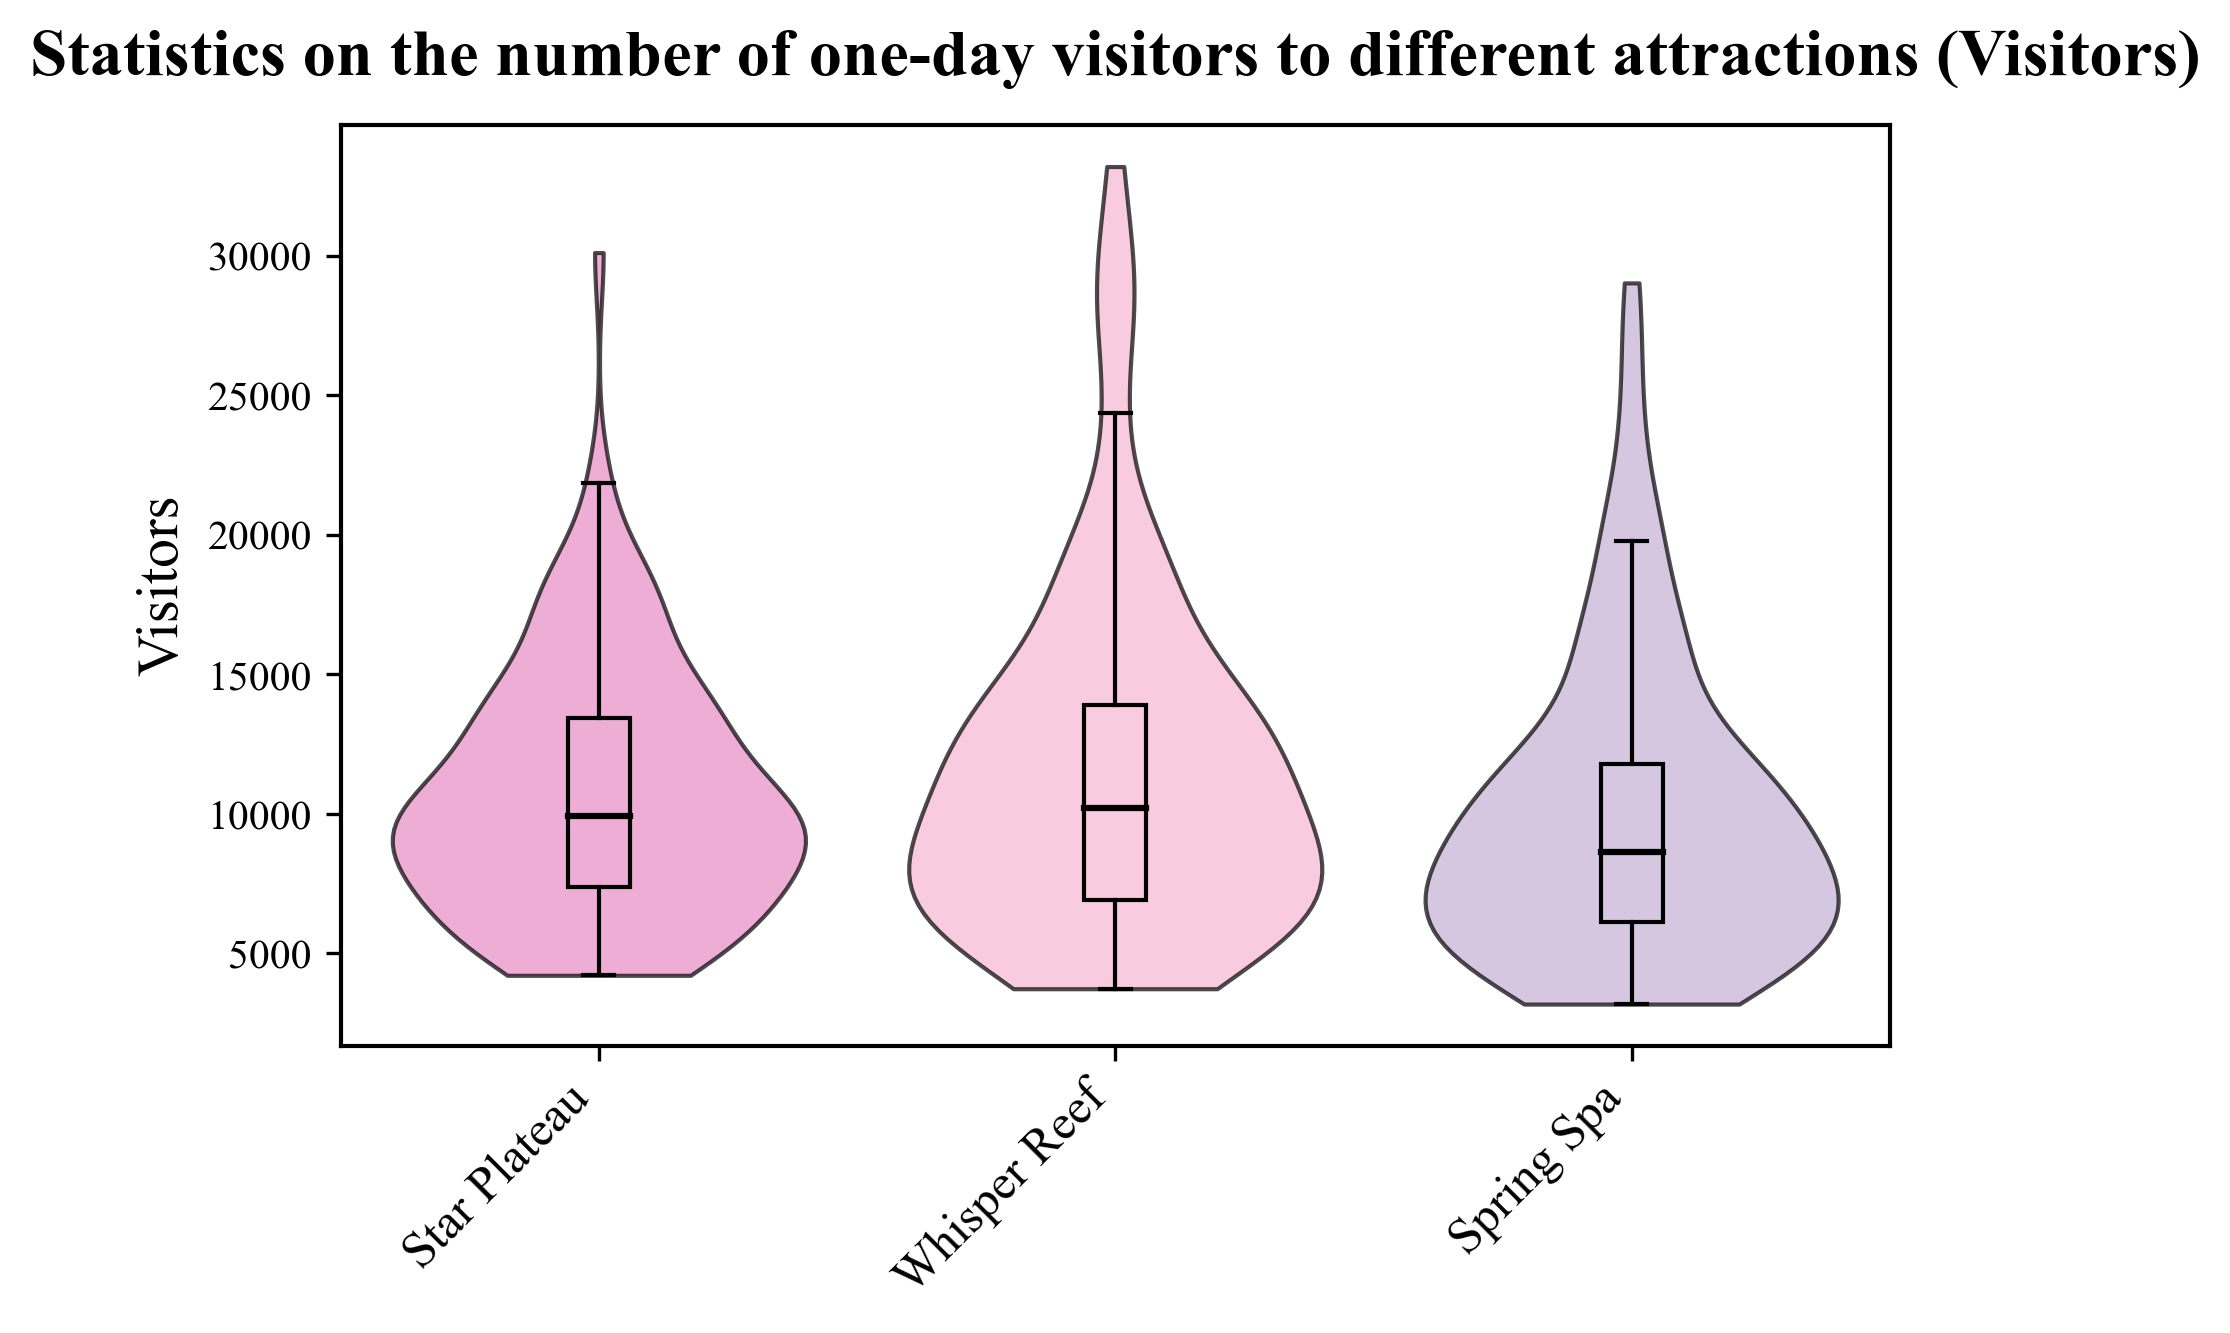 Statistics on the number of one-day visitors to different attractions (Visitors)
Visitors
30000
25000
20000
15000
10000
5000
Star Plateau
Whisper Reef
Spring Spa